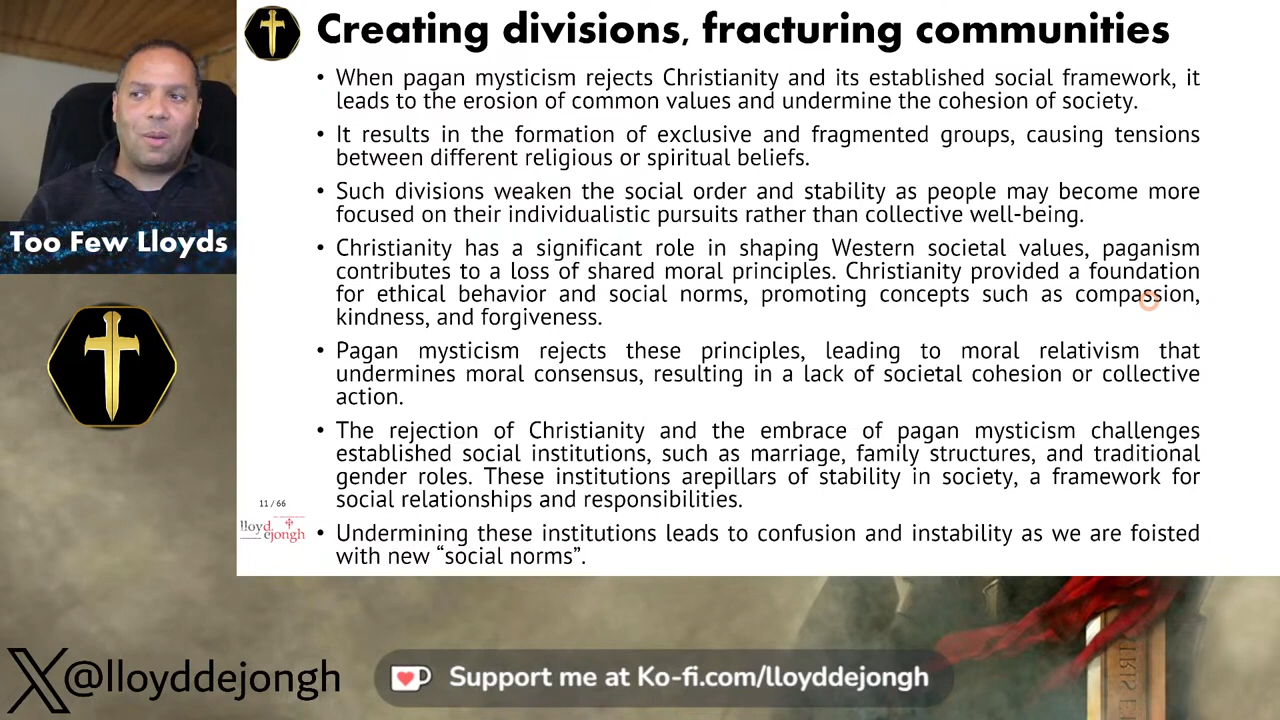 Creating divisions, fracturing communities
• When pagan mysticism rejects Christianity and its established social framework, it
leads to the erosion of common values and undermine the cohesion of society.
• It results in the formation of exclusive and fragmented groups, causing tensions
between different religious or spiritual beliefs.
• Such divisions weaken the social order and stability as people may become more
focused on their individualistic pursuits rather than collective well-being.
• Christianity has a significant role in shaping Western societal values, paganism
contributes to a loss of shared moral principles. Christianity provided a foundation
for ethical behavior and social norms, promoting concepts such as compassion,
kindness, and forgiveness.
• Pagan mysticism rejects these principles, leading to moral relativism that
undermines moral consensus, resulting in a lack of societal cohesion or collective
action.
• The rejection of Christianity and the embrace of pagan mysticism challenges
established social institutions, such as marriage, family structures, and traditional
gender roles. These institutions arepillars of stability in society, a framework for
social relationships and responsibilities.
• Undermining these institutions leads to confusion and instability as we are foisted
with new “social norms”.
Too Few Lloyds
11 / 66
lloyd
ejongh
X@lloyddejongh
Support me at Ko-fi.com/lloyddejongh